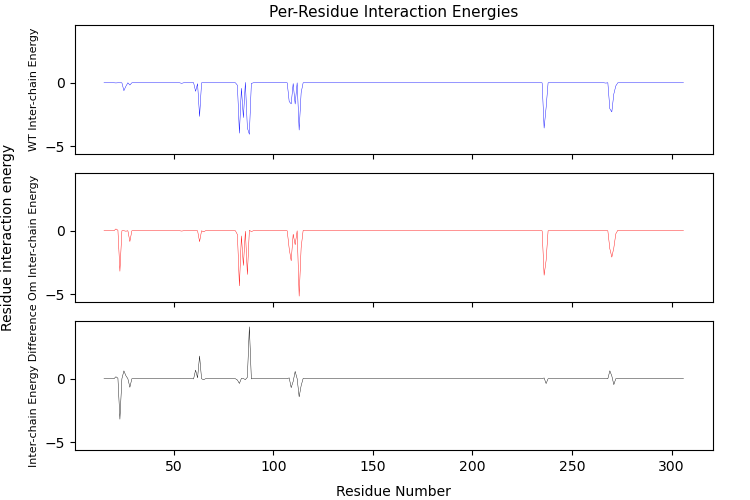 Per-Residue Interaction Energies
Residue interaction energy
WT Inter-chain Energy
0
−5
Om Inter-chain Energy
0
−5
Inter-chain Energy Difference
0
−5
50
100
150
200
250
300
Residue Number